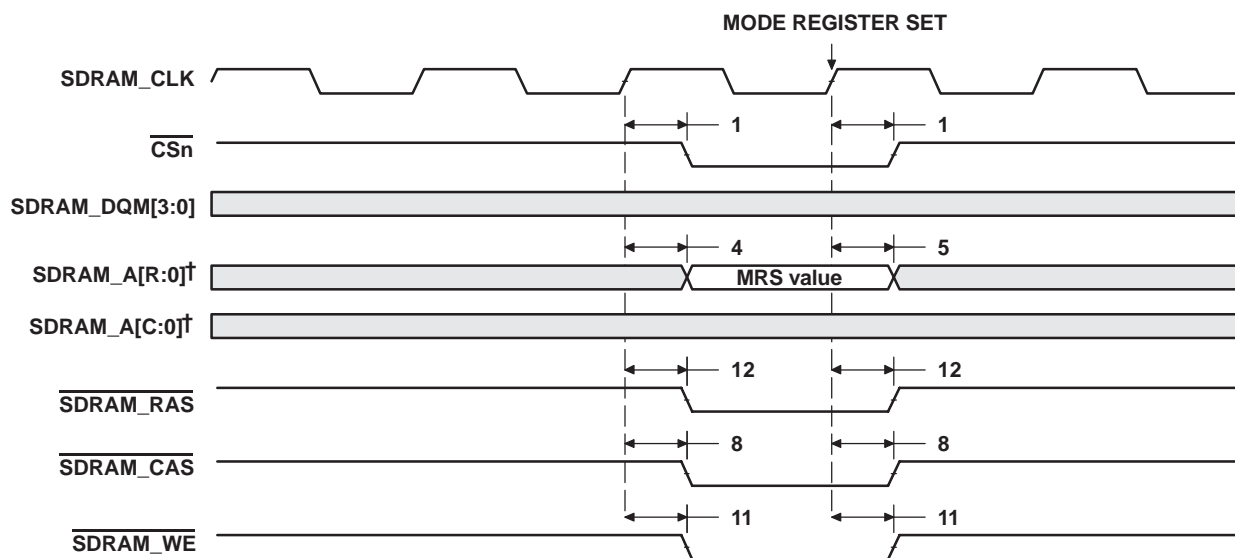 MODE REGISTER SET
SDRAM_CLK
1 1
CSn
SDRAM_DQM[3:0]
4 5
SDRAM_A[R:0]†
MRS value
SDRAM_A[C:0]†
12 12
SDRAM_RAS
8 8
SDRAM_CAS
11 11
SDRAM_WE